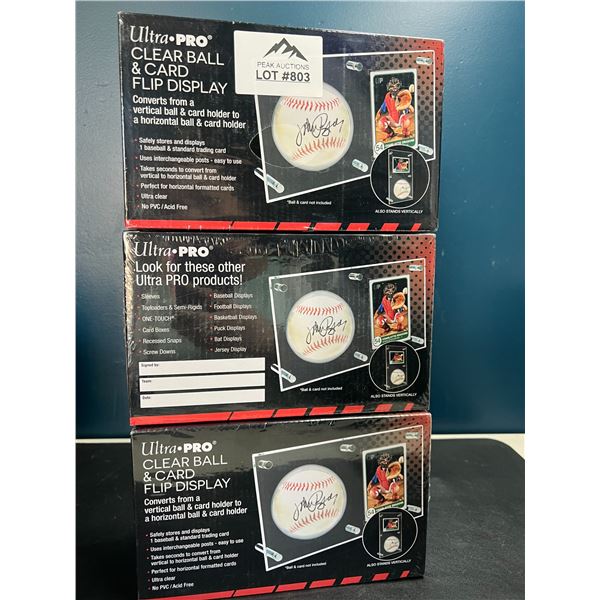 Ultra•PRO®
CLEAR BALL
& CARD
FLIP DISPLAY
Converts from a
vertical ball & card holder to
a horizontal ball & card holder
• Safely stores and displays
1 baseball & standard trading card
• Uses interchangeable posts - easy to use
• Takes seconds to convert from
vertical to horizontal ball & card holder
• Perfect for horizontal formatted cards
• Ultra clear
• No PVC / Acid Free
PEAK AUCTIONS
LOT #803
54
*Ball & card not included
ALSO STANDS VERTICALLY
Ultra•PRO®
Look for these other
Ultra PRO products!
• Sleeves
• Toploaders & Semi-Rigids
• ONE-TOUCH®
• Card Boxes
• Recessed Snaps
• Screw Downs
• Baseball Displays
• Football Displays
• Basketball Displays
• Puck Displays
• Bat Displays
• Jersey Display
Signed by:
Team:
Date:
54
*Ball & card not included
ALSO STANDS VERTICALLY
Ultra•PRO®
CLEAR BALL
& CARD
FLIP DISPLAY
Converts from a
vertical ball & card holder to
a horizontal ball & card holder
• Safely stores and displays
1 baseball & standard trading card
• Uses interchangeable posts - easy to use
• Takes seconds to convert from
vertical to horizontal ball & card holder
• Perfect for horizontal formatted cards
• Ultra clear
• No PVC / Acid Free
54
*Ball & card not included
ALSO STANDS VERTICALLY